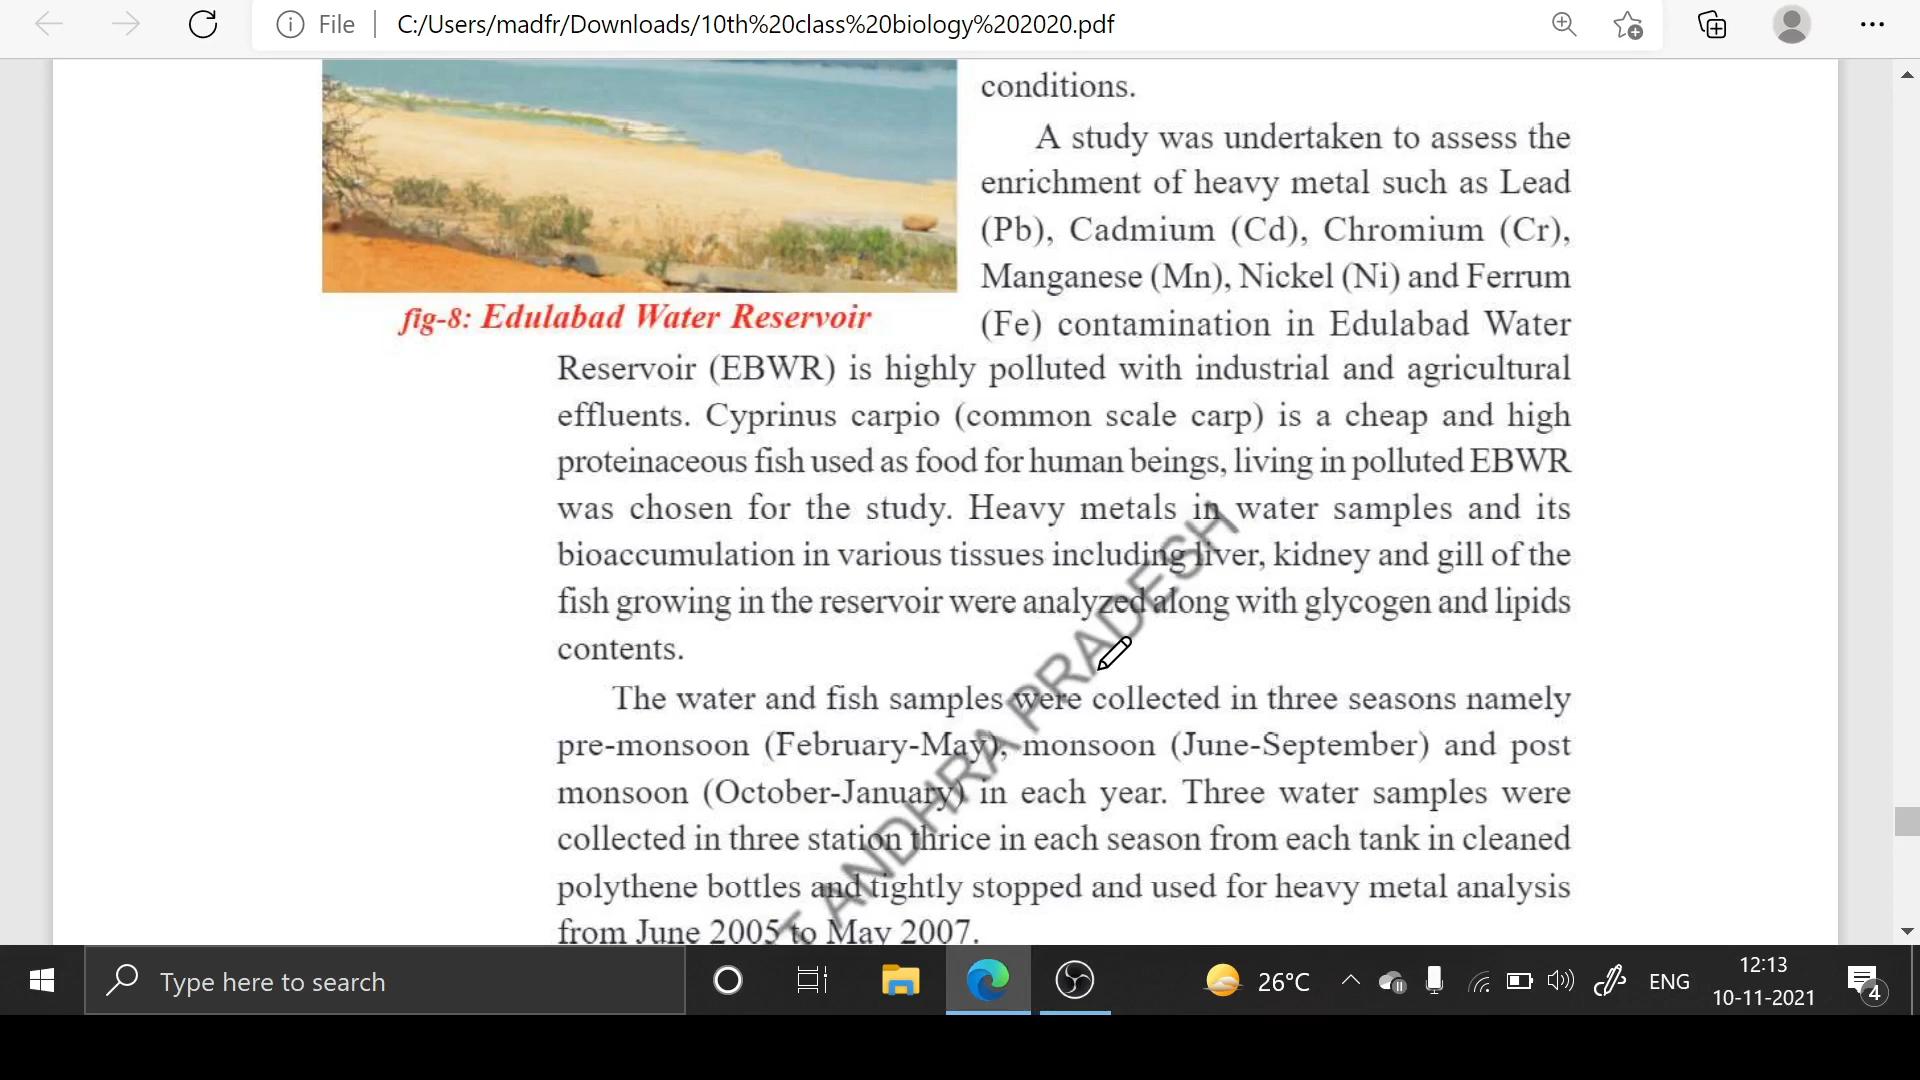 File
C:/Users/madfr/Downloads/10th%20class%20biology%202020.pdf
conditions.
A study was undertaken to assess the
enrichment of heavy metal such as Lead
(Pb), Cadmium (Cd), Chromium (Cr),
Manganese (Mn), Nickel (Ni) and Ferrum
fig-8: Edulabad Water Reservoir
(Fe) contamination in Edulabad Water
Reservoir (EBWR) is highly polluted with industrial and agricultural
effluents. Cyprinus carpio (common scale carp) is a cheap and high
proteinaceous fish used as food for human beings, living in polluted EBWR
was chosen for the study. Heavy metals in water samples and its
bioaccumulation in various tissues including liver, kidney and gill of the
fish growing in the reservoir were analyzed along with glycogen and lipids
contents.
The water and fish samples were collected in three seasons namely
pre-monsoon (February-May), monsoon (June-September) and post
monsoon (October-January) in each year. Three water samples were
collected in three station thrice in each season from each tank in cleaned
polythene bottles and tightly stopped and used for heavy metal analysis
from June 2005 to May 2007.
T ANDHRA PRADESH
Type here to search
26°C
ENG
12:13
10-11-2021
4